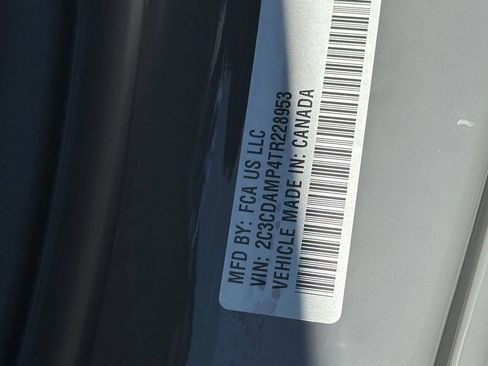 MFD BY: FCA US LLC
VIN: 2C3CDAMP4TR228953
VEHICLE MADE IN: CANADA